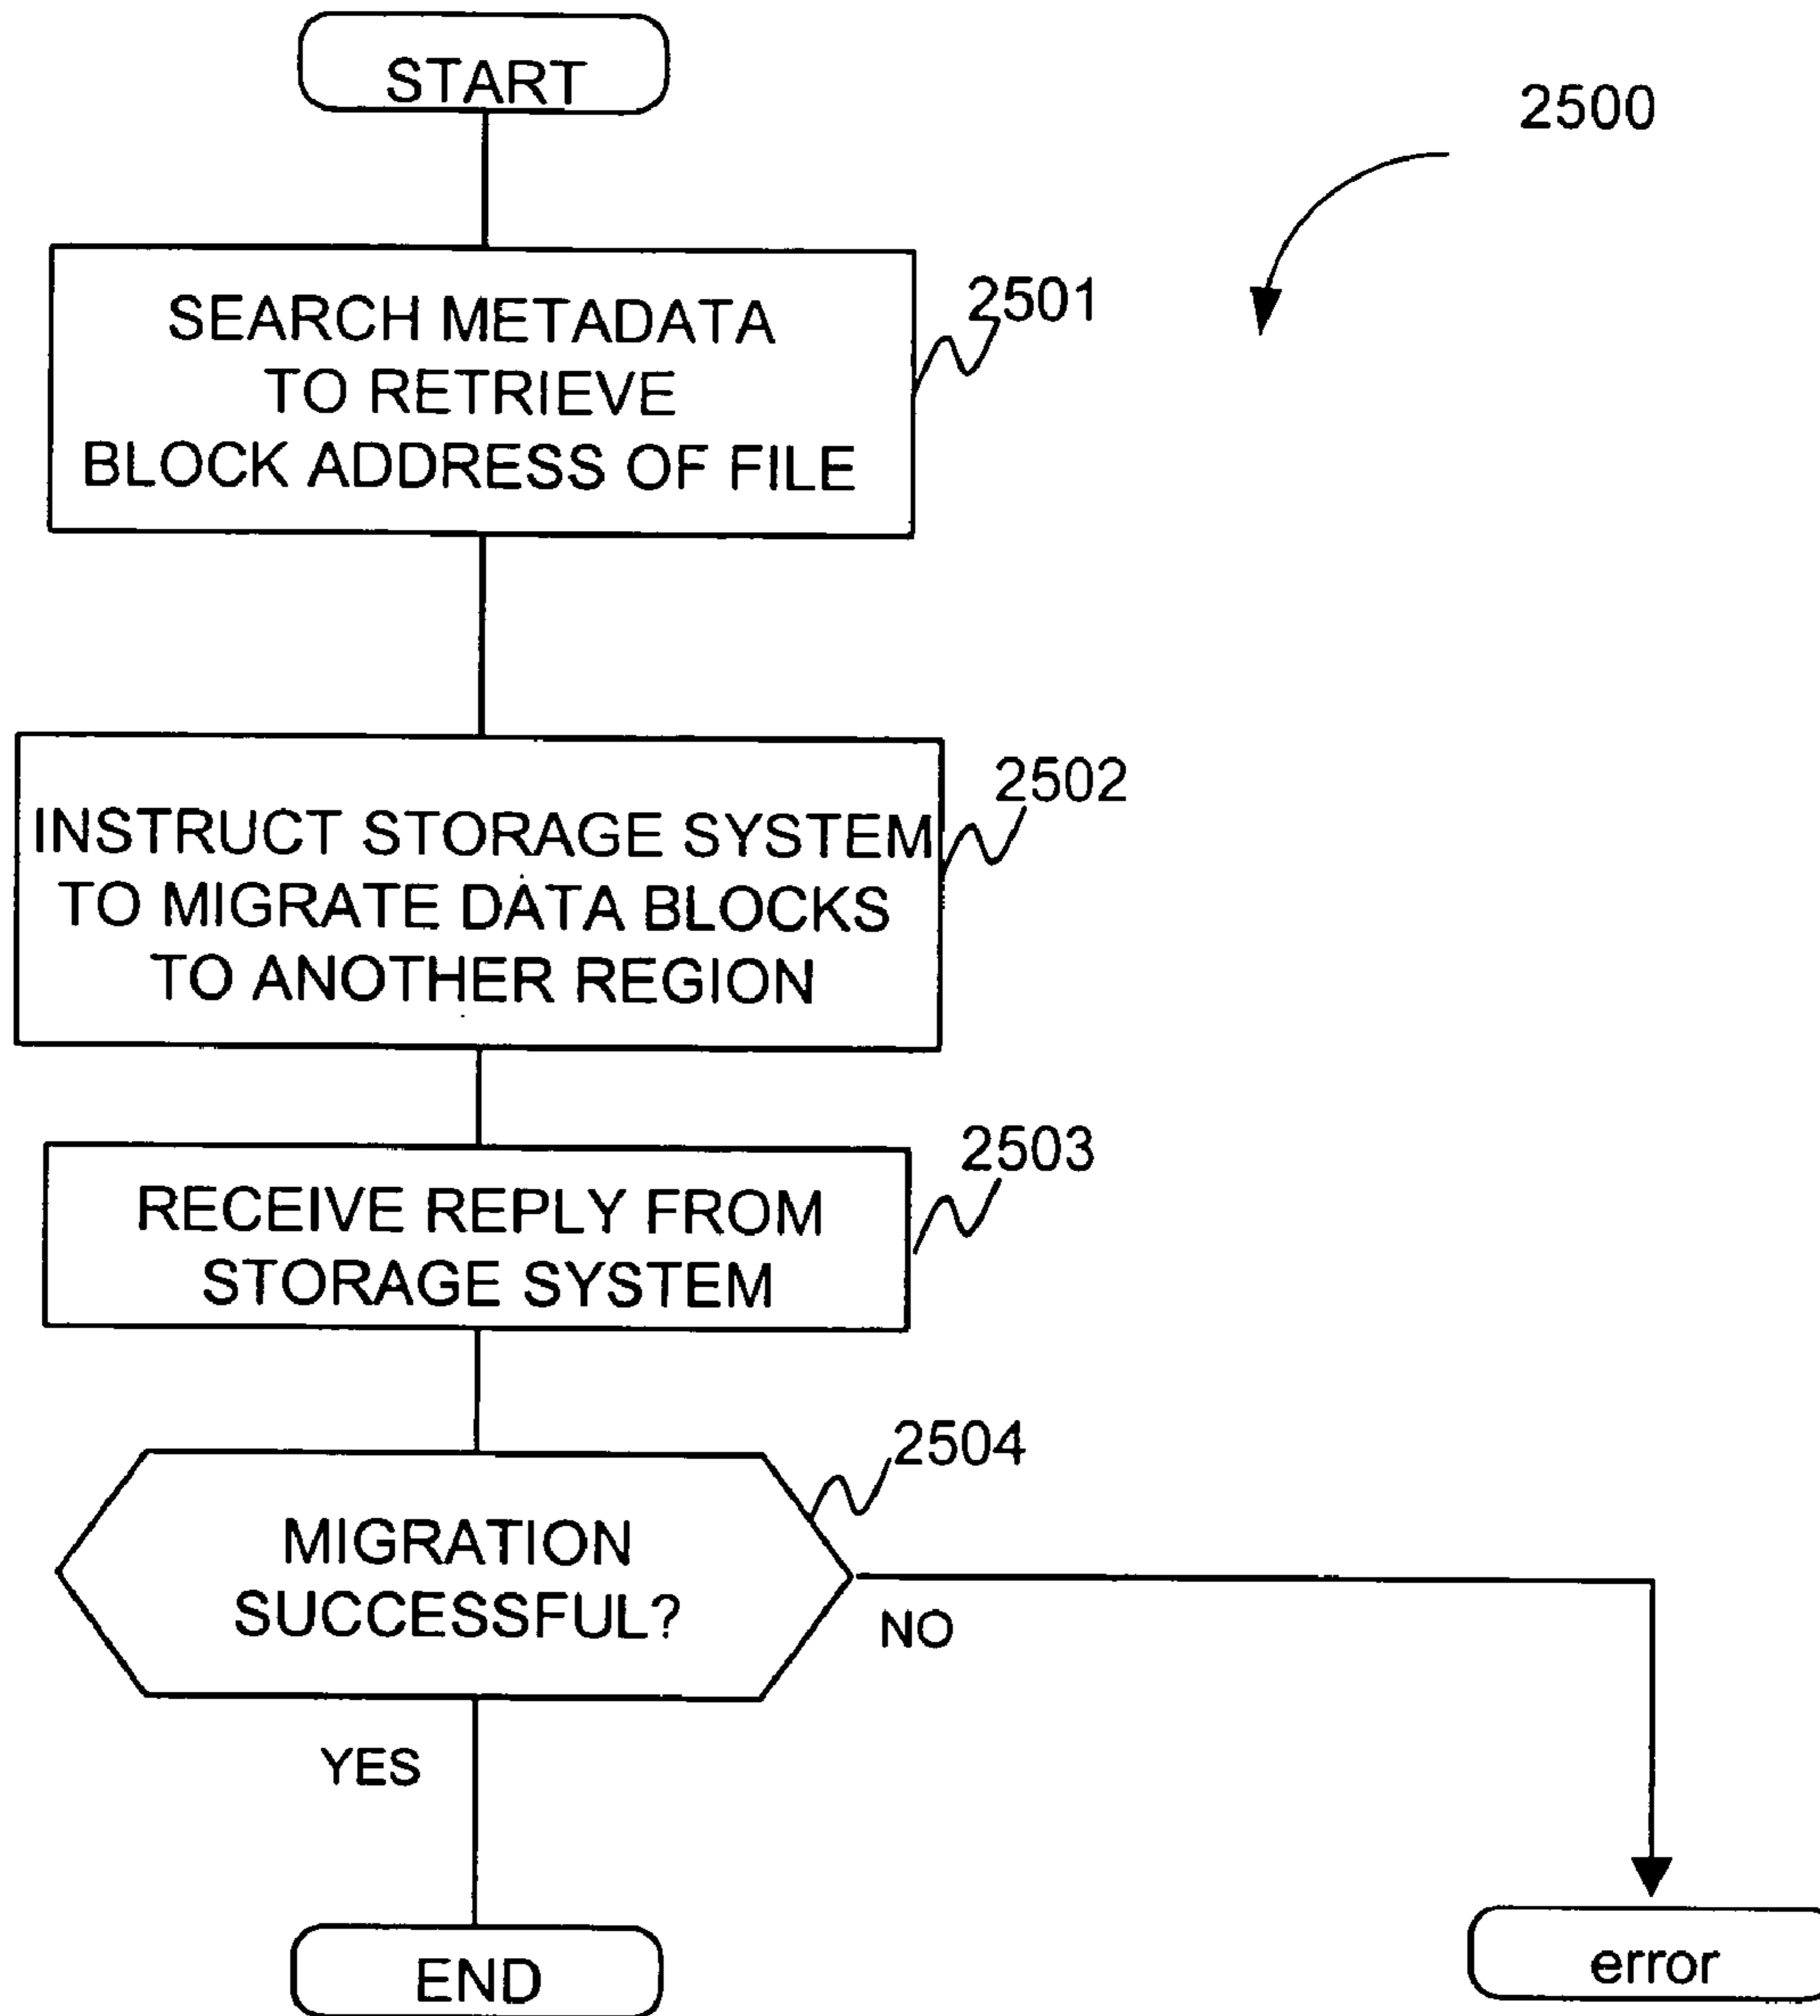 START
2500
SEARCH METADATA
TO RETRIEVE
BLOCK ADDRESS OF FILE
2501
INSTRUCT STORAGE SYSTEM
TO MIGRATE DATA BLOCKS
TO ANOTHER REGION
2502
RECEIVE REPLY FROM
STORAGE SYSTEM
2503
MIGRATION
SUCCESSFUL?
2504
NO
YES
END
error